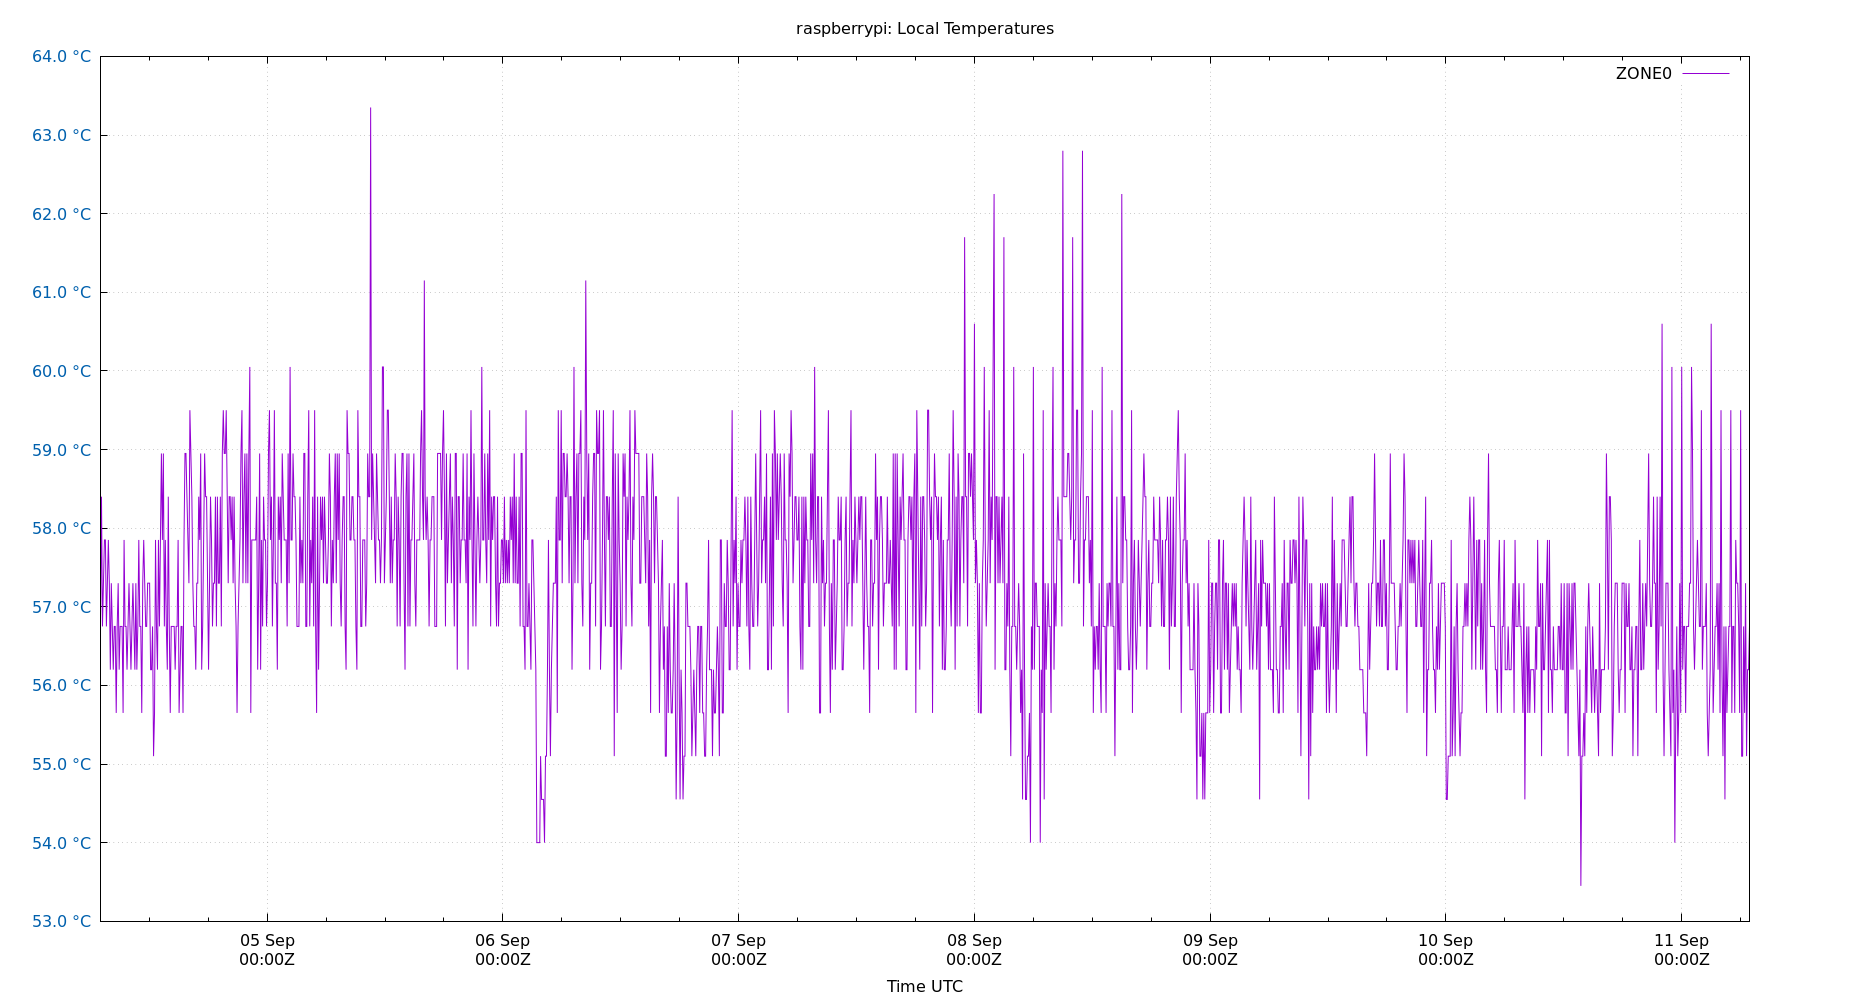 raspberrypi: Local Temperatures
64.0 °C
ZONE0
63.0 °C
62.0 °C
61.0 °C
60.0 °C
59.0 °C
58.0 °C
57.0 °C
56.0 °C
55.0 °C
54.0 °C
53.0 °C
05 Sep 06 Sep 07 Sep 08 Sep 09 Sep 10 Sep 11 Sep
00:00Z 00:00Z 00:00Z 00:00Z 00:00Z 00:00Z 00:00Z
Time UTC